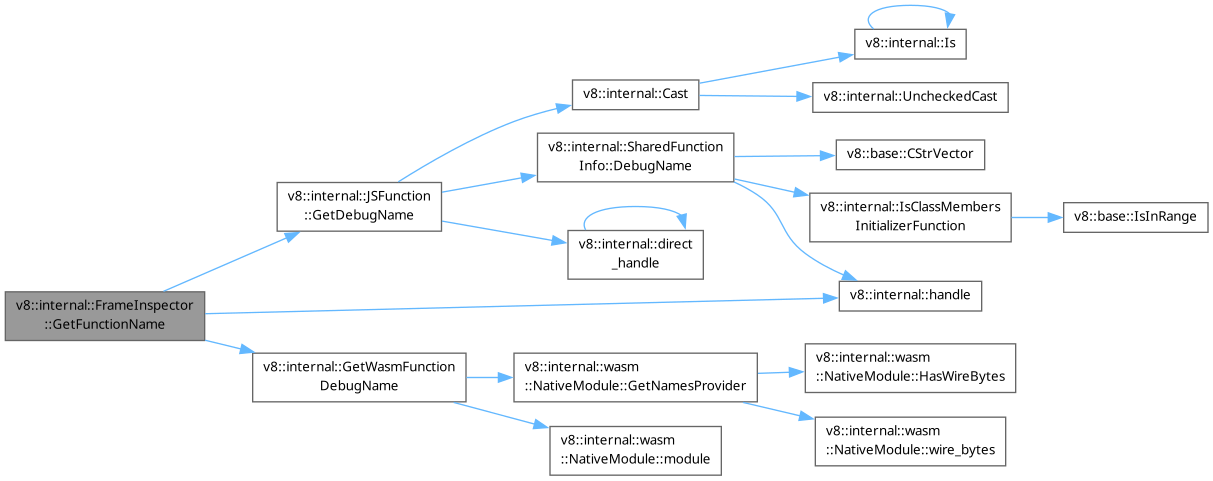 v8::internal::Is
v8::internal::Cast
v8::internal::UncheckedCast
v8::internal::SharedFunction
Info::DebugName
v8::base::CStrVector
v8::internal::JSFunction
::GetDebugName
v8::internal::IsClassMembers
InitializerFunction
v8::base::IsInRange
v8::internal::direct
_handle
v8::internal::handle
v8::internal::FrameInspector
::GetFunctionName
v8::internal::GetWasmFunction
DebugName
v8::internal::wasm
::NativeModule::GetNamesProvider
v8::internal::wasm
::NativeModule::HasWireBytes
v8::internal::wasm
::NativeModule::wire_bytes
v8::internal::wasm
::NativeModule::module